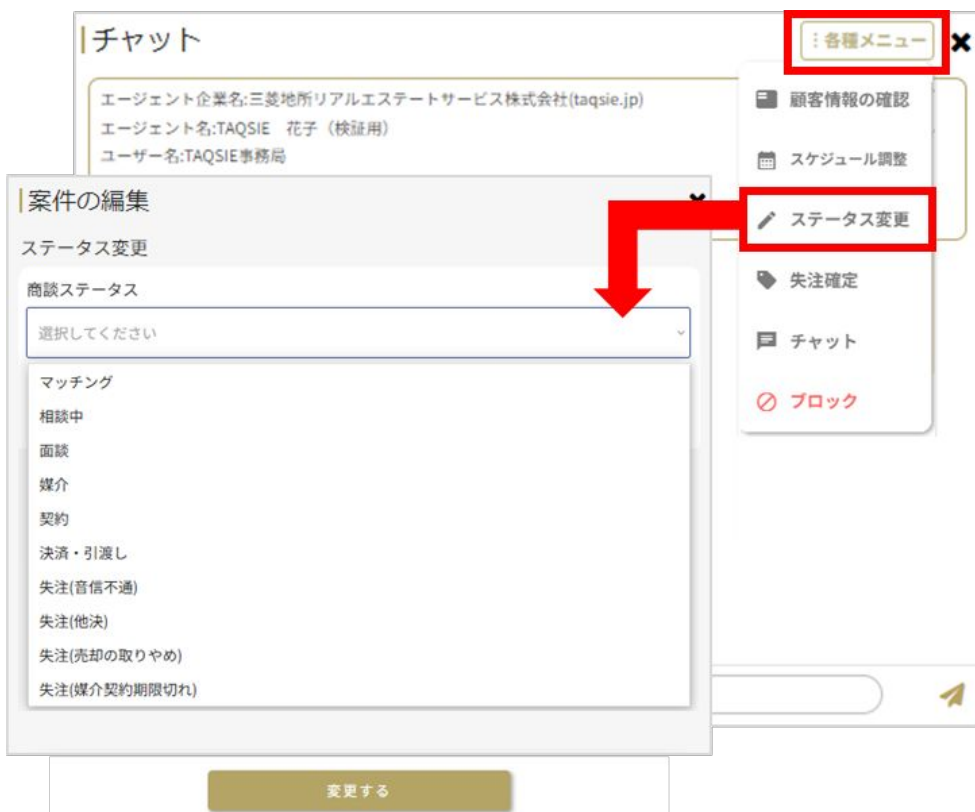 チャット
⋮各種メニュー
エージェント企業名:三菱地所リアルエステートサービス株式会社(taqsie.jp)
エージェント名:TAQSIE 花子（検証用）
ユーザー名:TAQSIE事務局
顧客情報の確認
スケジュール調整
ステータス変更
失注確定
チャット
ブロック
案件の編集
ステータス変更
商談ステータス
選択してください
マッチング
相談中
面談
媒介
契約
決済・引渡し
失注(音信不通)
失注(他決)
失注(売却の取りやめ)
失注(媒介契約期限切れ)
変更する